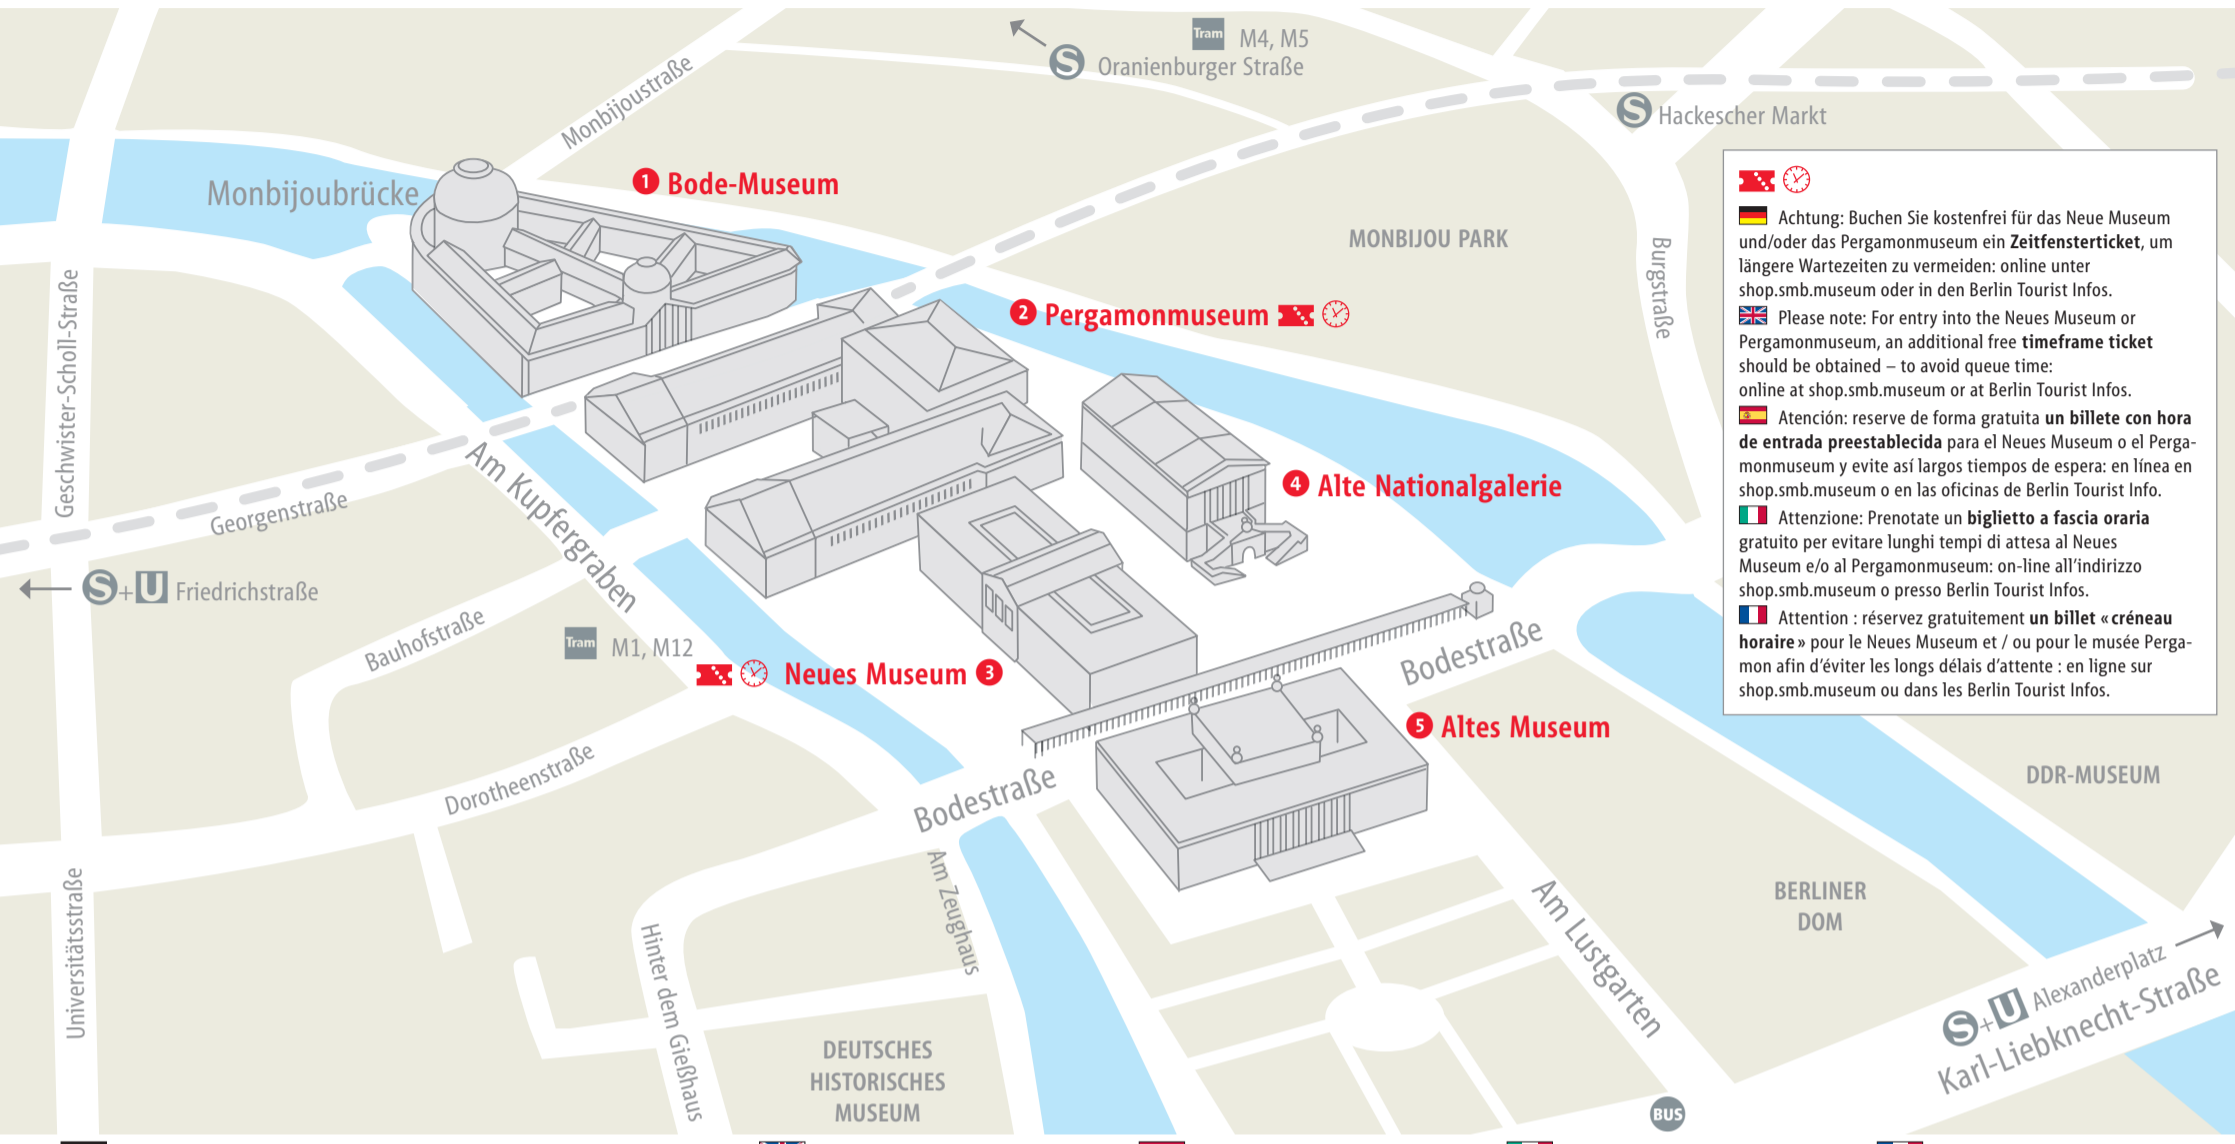 Tram M4, M5
S Oranienburger Straße
Monbijoustraße
S Hackescher Markt
Monbijoubrücke
1 Bode-Museum
MONBIJOU PARK
Burgstraße
Geschwister-Scholl-Straße
2 Pergamonmuseum
Am Kupfergraben
Georgenstraße
4 Alte Nationalgalerie
S+U Friedrichstraße
Bauhofstraße
Tram M1, M12
Neues Museum 3
Bodestraße
5 Altes Museum
Dorotheenstraße
Bodestraße
DDR-MUSEUM
Universitätsstraße
Am Zeughaus
Hinter dem Gießhaus
Am Lustgarten
BERLINER
DOM
DEUTSCHES
HISTORISCHES
MUSEUM
S+U Alexanderplatz
Karl-Liebknecht-Straße
BUS
Achtung: Buchen Sie kostenfrei für das Neue Museum
und/oder das Pergamonmuseum ein Zeitfensterticket, um
längere Wartezeiten zu vermeiden: online unter
shop.smb.museum oder in den Berlin Tourist Infos.
Please note: For entry into the Neues Museum or
Pergamonmuseum, an additional free timeframe ticket
should be obtained – to avoid queue time:
online at shop.smb.museum or at Berlin Tourist Infos.
Atención: reserve de forma gratuita un billete con hora
de entrada preestablecida para el Neues Museum o el Perga-
monmuseum y evite así largos tiempos de espera: en línea en
shop.smb.museum o en las oficinas de Berlin Tourist Info.
Attenzione: Prenotate un biglietto a fascia oraria
gratuito per evitare lunghi tempi di attesa al Neues
Museum e/o al Pergamonmuseum: on-line all'indirizzo
shop.smb.museum o presso Berlin Tourist Infos.
Attention : réservez gratuitement un billet «créneau
horaire» pour le Neues Museum et / ou pour le musée Perga-
mon afin d'éviter les longs délais d'attente : en ligne sur
shop.smb.museum ou dans les Berlin Tourist Infos.